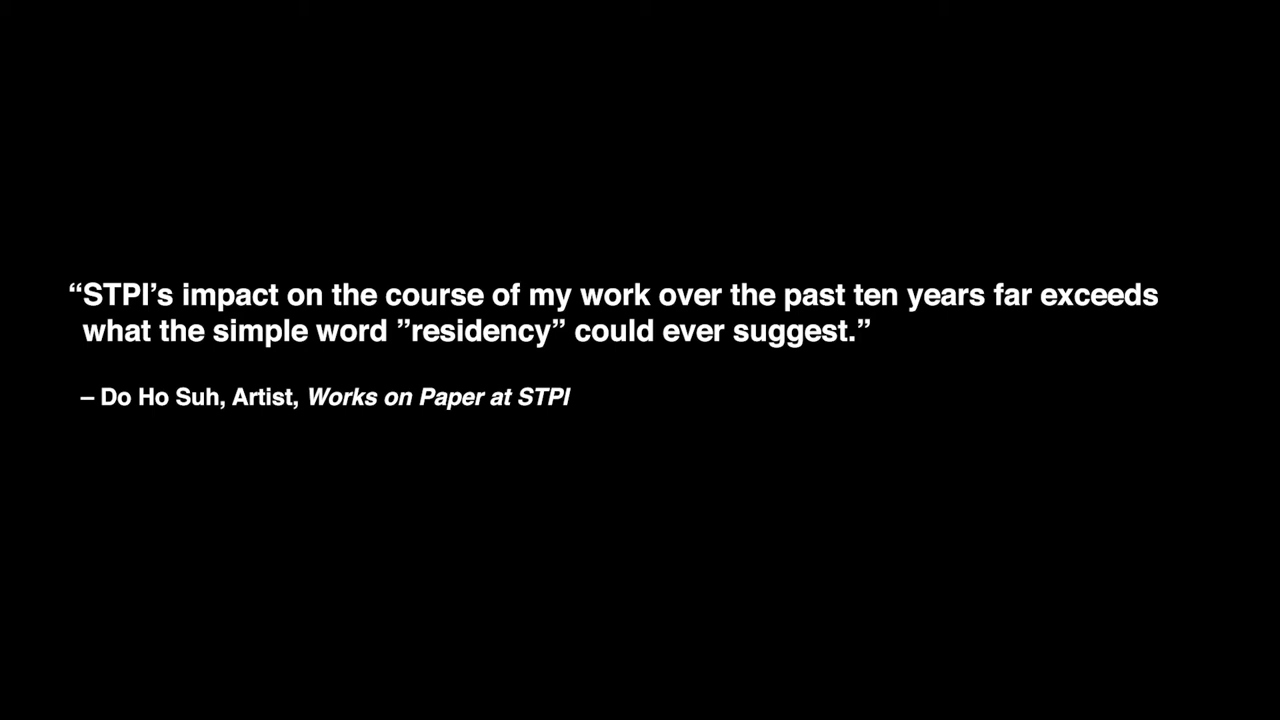 “STPI’s impact on the course of my work over the past ten years far exceeds
what the simple word ”residency” could ever suggest.”
– Do Ho Suh, Artist, Works on Paper at STPI